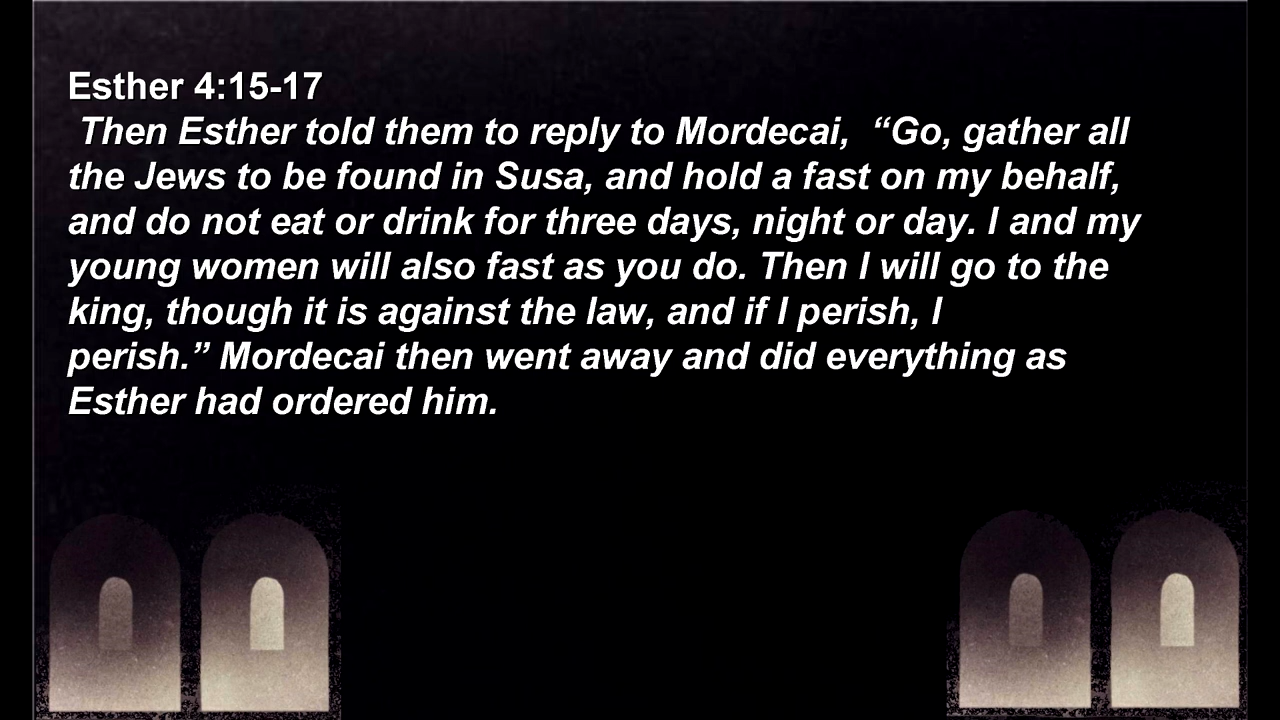 Esther 4:15-17
Then Esther told them to reply to Mordecai, “Go, gather all
the Jews to be found in Susa, and hold a fast on my behalf,
and do not eat or drink for three days, night or day. I and my
young women will also fast as you do. Then I will go to the
king, though it is against the law, and if I perish, I
perish.” Mordecai then went away and did everything as
Esther had ordered him.